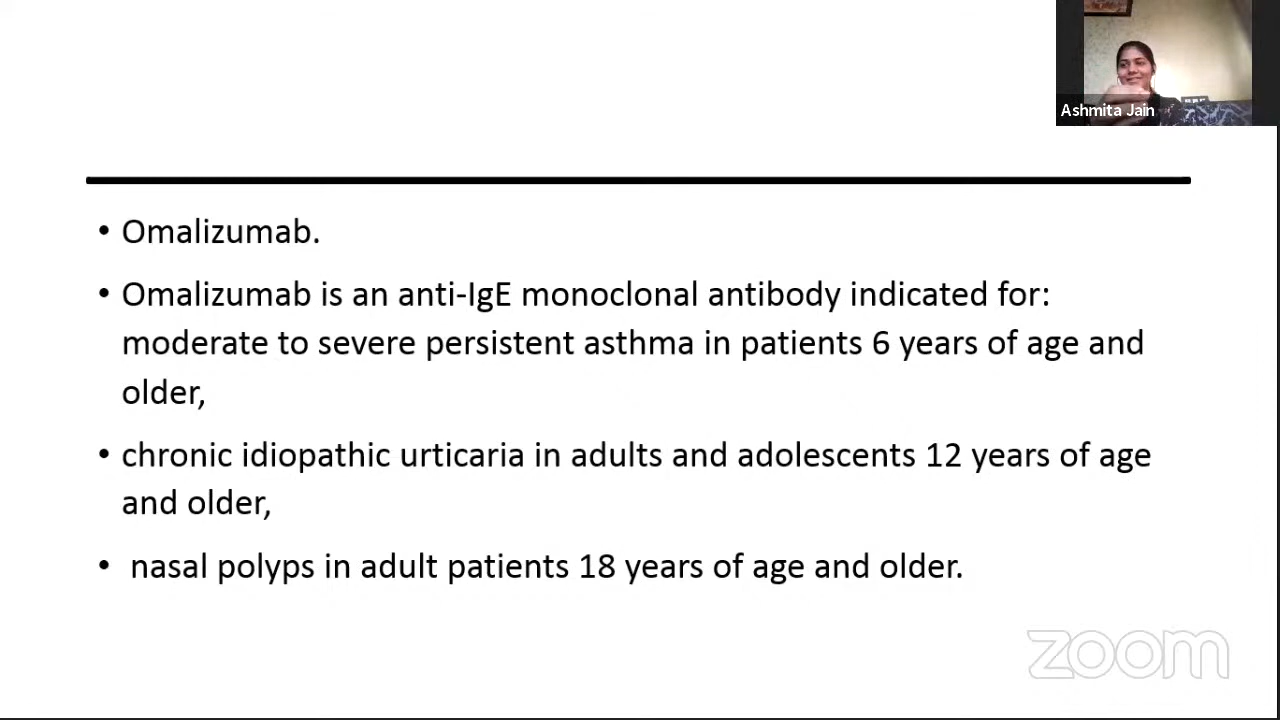 Ashmita Jain
• Omalizumab.
• Omalizumab is an anti-IgE monoclonal antibody indicated for:
moderate to severe persistent asthma in patients 6 years of age and
older,
• chronic idiopathic urticaria in adults and adolescents 12 years of age
and older,
• nasal polyps in adult patients 18 years of age and older.
zoom